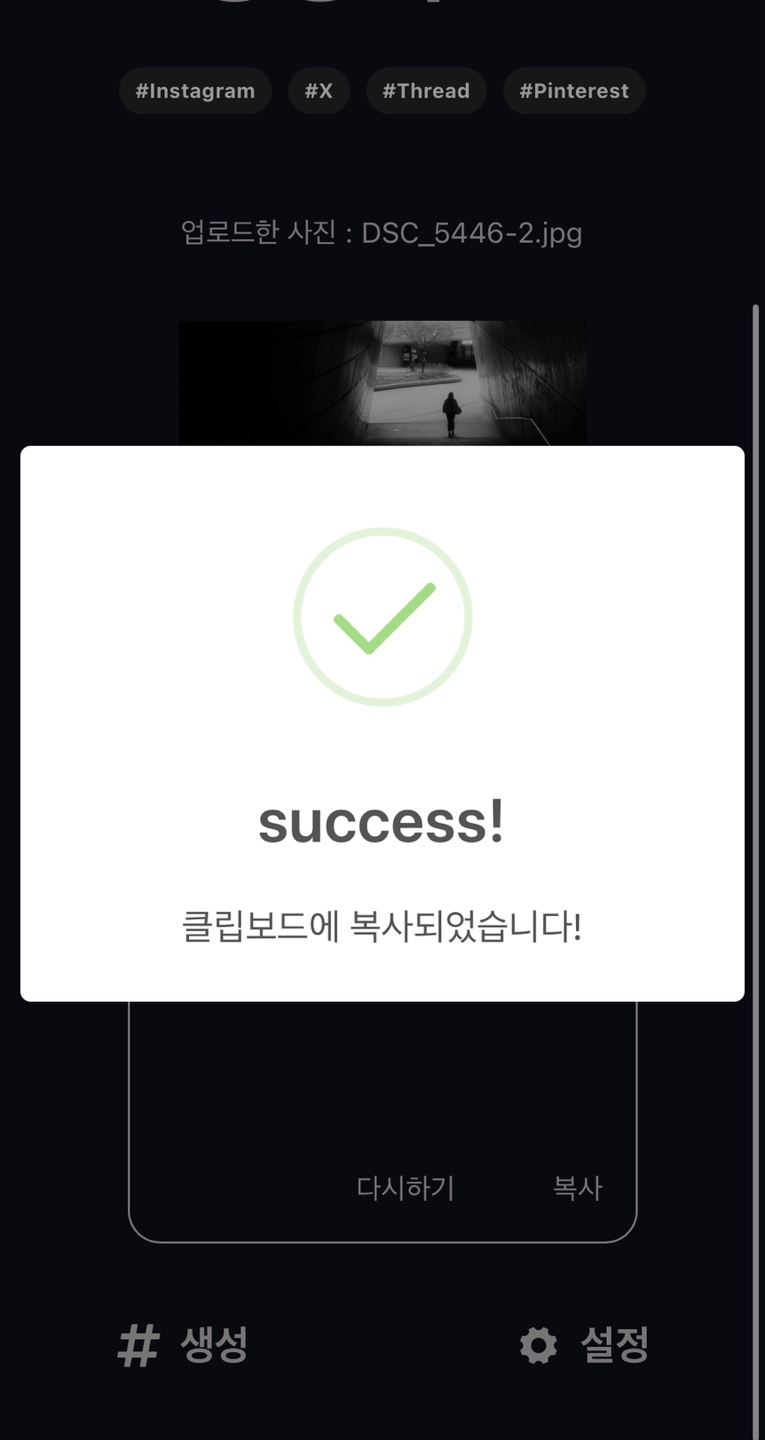 #Instagram #X #Thread #Pinterest
업로드한 사진 : DSC_5446-2.jpg
success!
클립보드에 복사되었습니다!
다시하기 복사
# 생성 설정